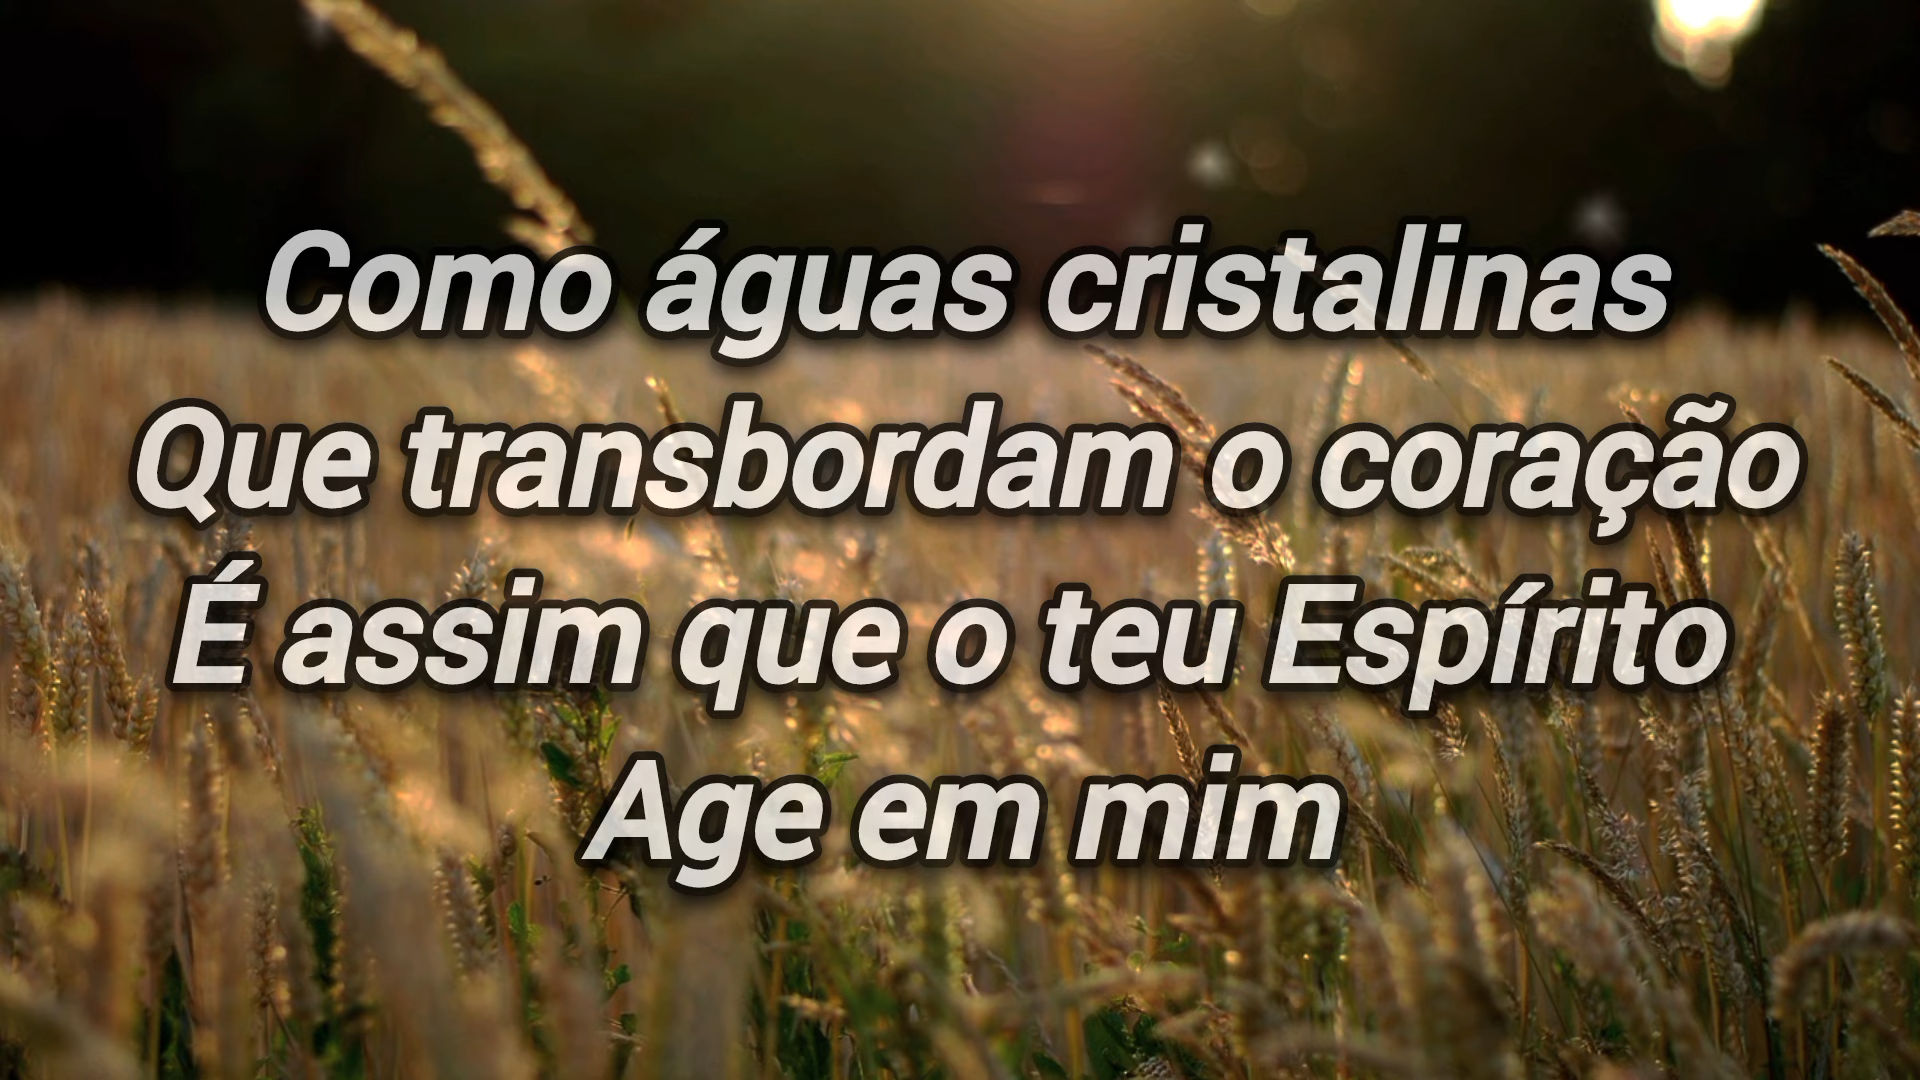 Como águas cristalinas
Que transbordam o coração
É assim que o teu Espírito
Age em mim